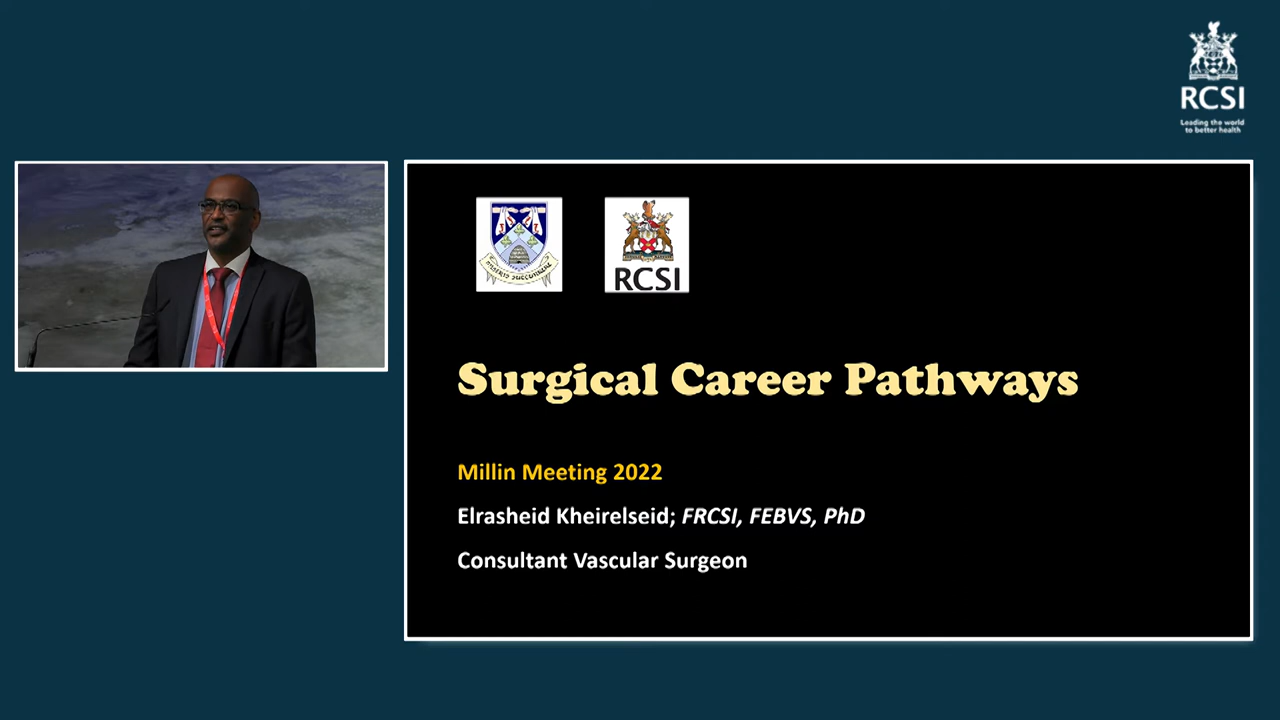 RCSI
Leading the world
to better health
RCSI
Surgical Career Pathways
Millin Meeting 2022
Elrasheid Kheirelseid; FRCSI, FEBVS, PhD
Consultant Vascular Surgeon